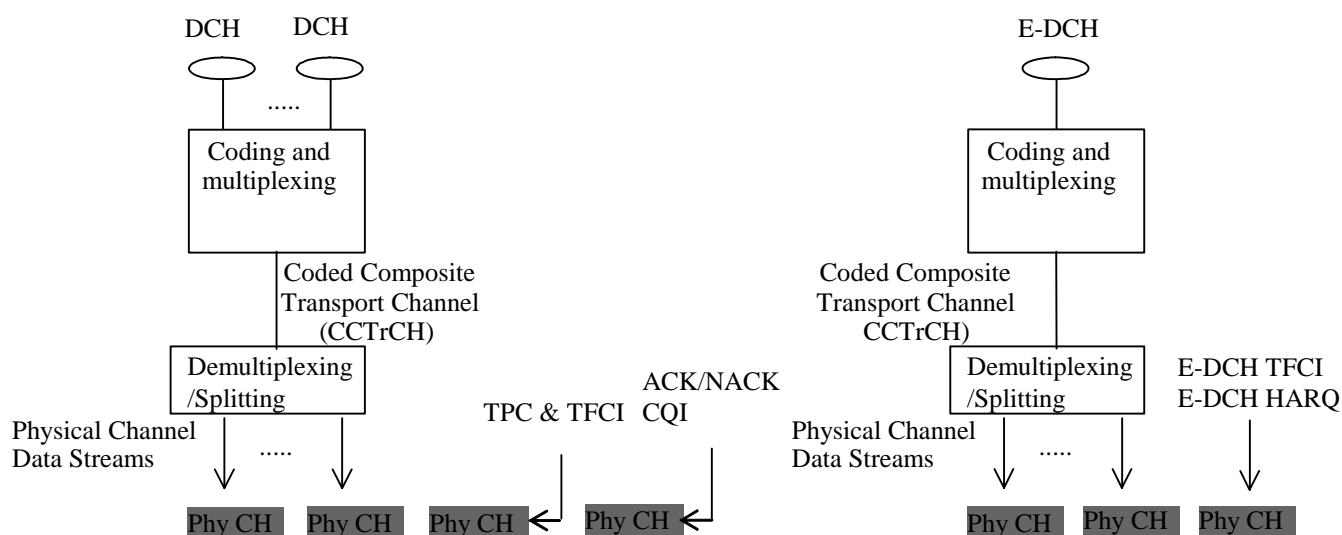 DCH DCH E-DCH
.....
Coding and
multiplexing
Coding and
multiplexing
Coded Composite
Transport Channel
(CCTrCH)
Coded Composite
Transport Channel
CCTrCH)
Demultiplexing
/Splitting
ACK/NACK
TPC & TFCI CQI
Demultiplexing
/Splitting
E-DCH TFCI
E-DCH HARQ
Physical Channel
Data Streams
.....
Physical Channel
Data Streams
.....
Phy CH Phy CH Phy CH Phy CH Phy CH Phy CH Phy CH